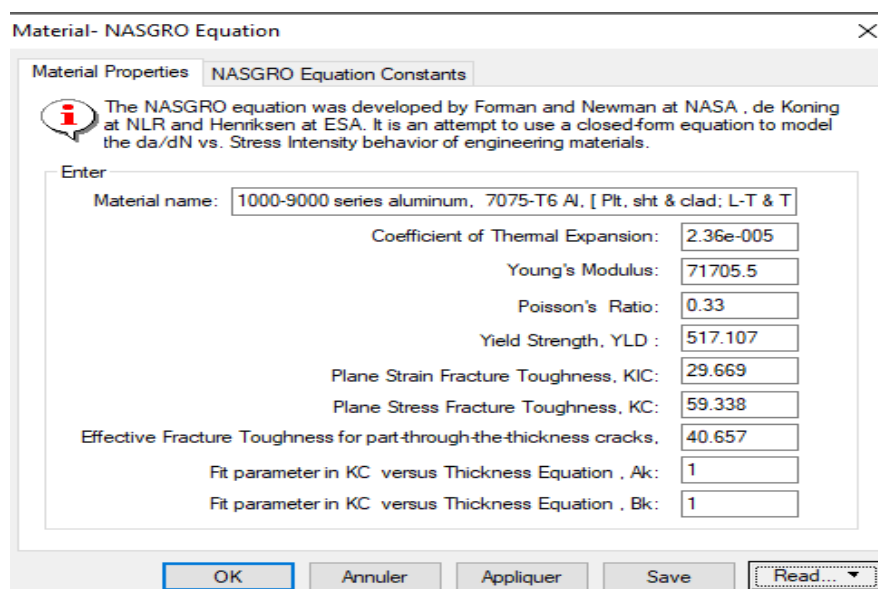 Material- NASGRO Equation
Material Properties NASGRO Equation Constants
The NASGRO equation was developed by Forman and Newman at NASA , de Koning
at NLR and Henriksen at ESA. It is an attempt to use a closed-form equation to model
the da/dN vs. Stress Intensity behavior of engineering materials.
Enter
Material name: 1000-9000 series aluminum, 7075-T6 Al, [ Plt, sht & clad; L-T & T
Coefficient of Thermal Expansion: 2.36e-005
Young's Modulus: 71705.5
Poisson's Ratio: 0.33
Yield Strength, YLD : 517.107
Plane Strain Fracture Toughness, KIC: 29.669
Plane Stress Fracture Toughness, KC: 59.338
Effective Fracture Toughness for part-through-the-thickness cracks, 40.657
Fit parameter in KC versus Thickness Equation , Ak: 1
Fit parameter in KC versus Thickness Equation , Bk: 1
OK Annuler Appliquer Save Read...